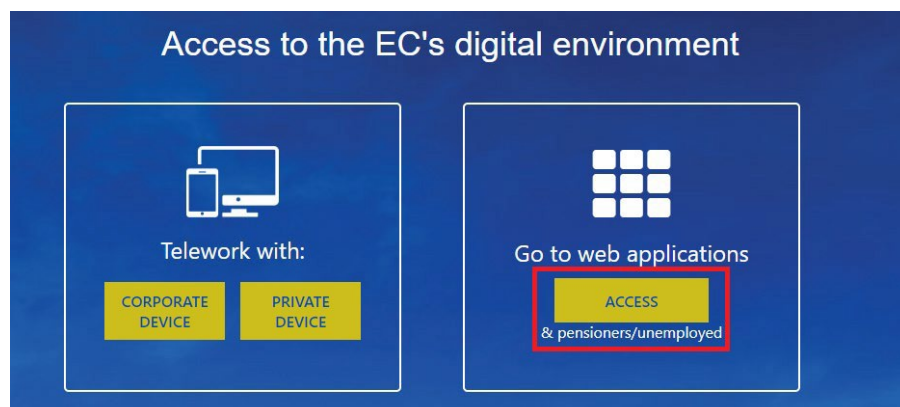 Access to the EC's digital environment
Telework with:
CORPORATE
DEVICE
PRIVATE
DEVICE
Go to web applications
ACCESS
& pensioners/unemployed